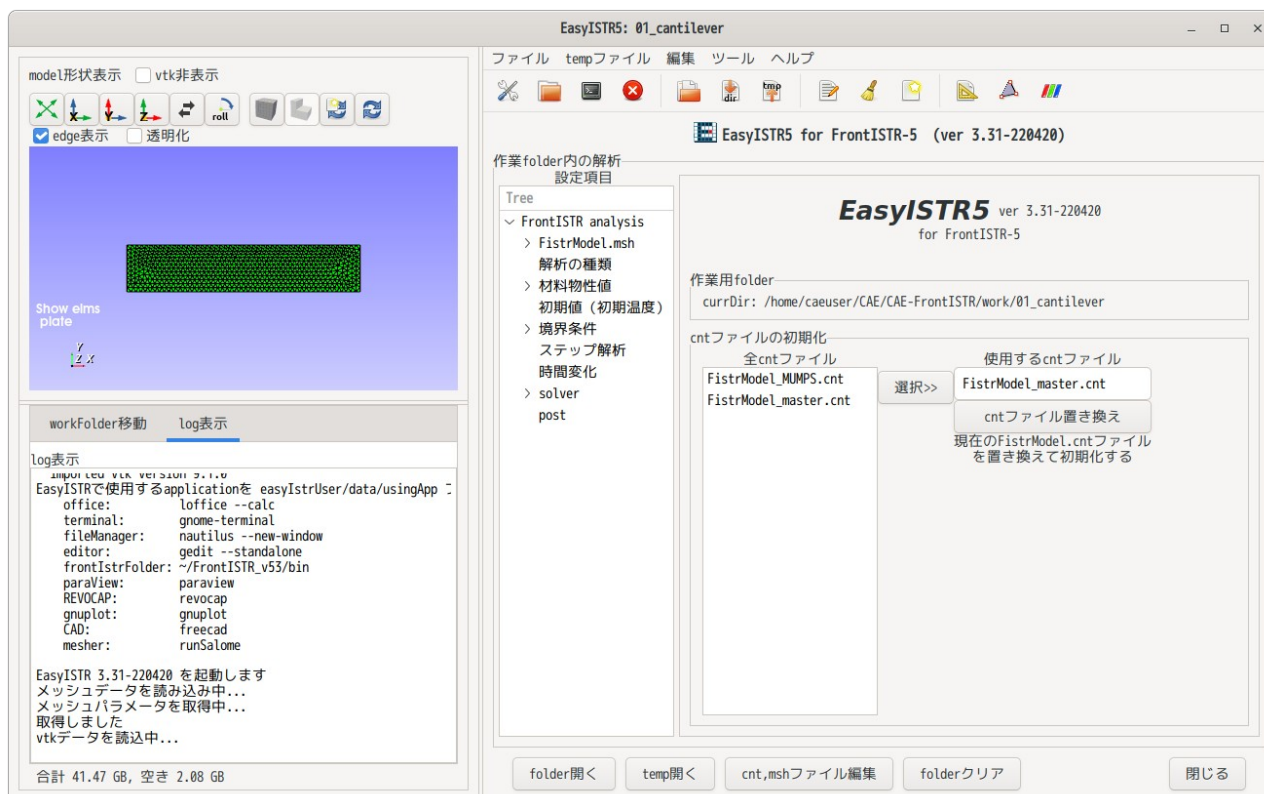 EasyISTR5: 01_cantilever
model形状表示 vtk非表示
X Y Z roll
edge表示 透明化
Show elms
plate
Y
Z X
workFolder移動 log表示
log表示
imported vtk version 9.1.0
EasyISTRで使用するapplicationを easyIstrUser/data/usingApp
office: loffice --calc
terminal: gnome-terminal
fileManager: nautilus --new-window
editor: gedit --standalone
frontIstrFolder: ~/FrontISTR_v53/bin
paraView: paraview
REVOCAP: revocap
gnuplot: gnuplot
CAD: freecad
mesher: runSalome
EasyISTR 3.31-220420 を起動します
メッシュデータを読み込み中...
メッシュパラメータを取得中...
取得しました
vtkデータを読込中...
合計 41.47 GB, 空き 2.08 GB
ファイル tempファイル 編集 ツール ヘルプ
dir tmp
EasyISTR5 for FrontISTR-5 (ver 3.31-220420)
作業folder内の解析
設定項目
Tree
FrontISTR analysis
FistrModel.msh
解析の種類
材料物性値
初期値（初期温度）
境界条件
ステップ解析
時間変化
solver
post
EasyISTR5 ver 3.31-220420
for FrontISTR-5
作業用folder
currDir: /home/caeuser/CAE/CAE-FrontISTR/work/01_cantilever
cntファイルの初期化
全cntファイル
FistrModel_MUMPS.cnt
FistrModel_master.cnt
選択>>
使用するcntファイル
FistrModel_master.cnt
cntファイル置き換え
現在のFistrModel.cntファイル
を置き換えて初期化する
folder開く temp開く cnt,mshファイル編集 folderクリア 閉じる